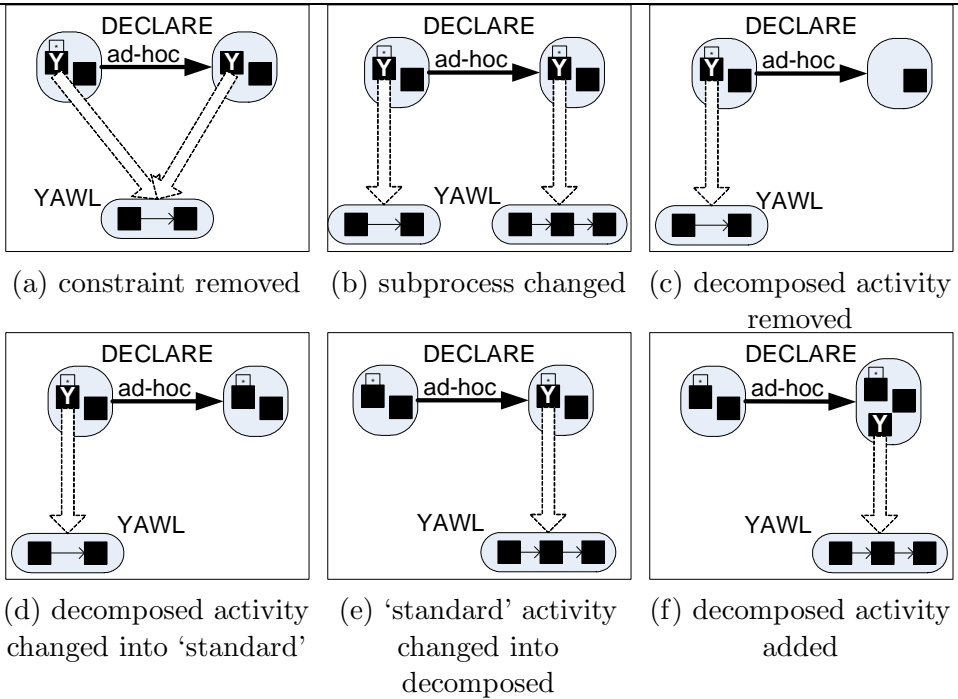 DECLARE
Y
ad-hoc
Y
YAWL
(a) constraint removed
DECLARE
Y
ad-hoc
Y
YAWL
(b) subprocess changed
DECLARE
Y
ad-hoc
YAWL
(c) decomposed activity
removed
DECLARE
Y
ad-hoc
YAWL
(d) decomposed activity
changed into ‘standard’
DECLARE
ad-hoc
Y
YAWL
(e) ‘standard’ activity
changed into
decomposed
DECLARE
ad-hoc
Y
YAWL
(f) decomposed activity
added